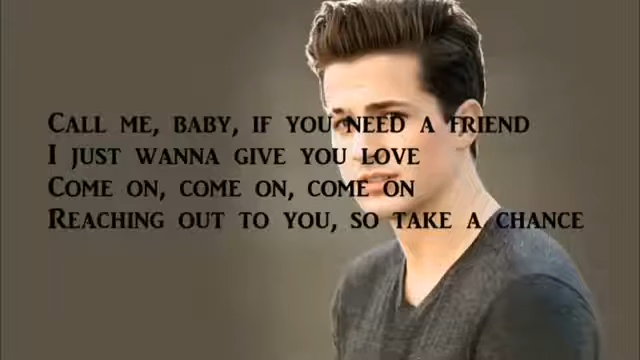 Call me, baby, if you need a friend
I just wanna give you love
Come on, come on, come on
Reaching out to you, so take a chance